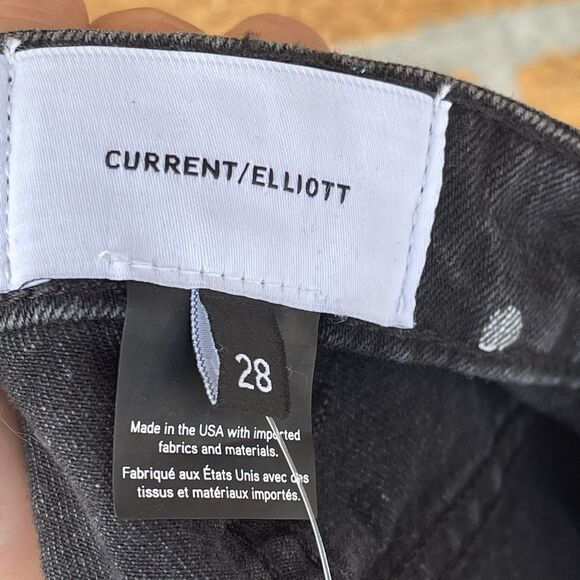 CURRENT/ELLIOTT
28
Made in the USA with imported
fabrics and materials.
Fabriqué aux États Unis avec des
tissus et matériaux importés.